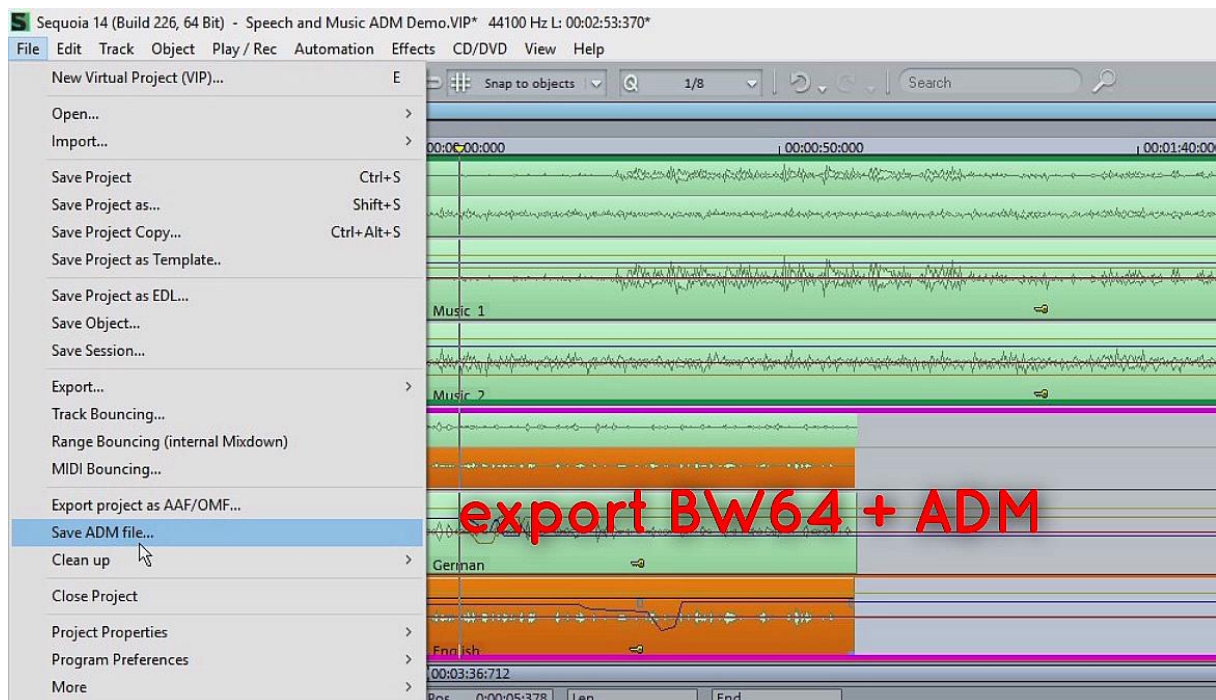 Sequoia 14 (Build 226, 64 Bit) - Speech and Music ADM Demo.VIP* 44100 Hz L: 00:02:53:370*
File Edit Track Object Play / Rec Automation Effects CD/DVD View Help
New Virtual Project (VIP)... E
Open...
Import...
Save Project Ctrl+S
Save Project as... Shift+S
Save Project Copy... Ctrl+Alt+S
Save Project as Template..
Save Project as EDL...
Save Object...
Save Session...
Export...
Track Bouncing...
Range Bouncing (internal Mixdown)
MIDI Bouncing...
Export project as AAF/OMF...
Save ADM file...
Clean up
Close Project
Project Properties
Program Preferences
More
Snap to objects 1/8 Search
00:00:00:000 00:00:50:000 00:01:40:00
Music 1
Music 2
export BW64 + ADM
German
English
00:03:36:712
Pos 0:00:05:378 Len End